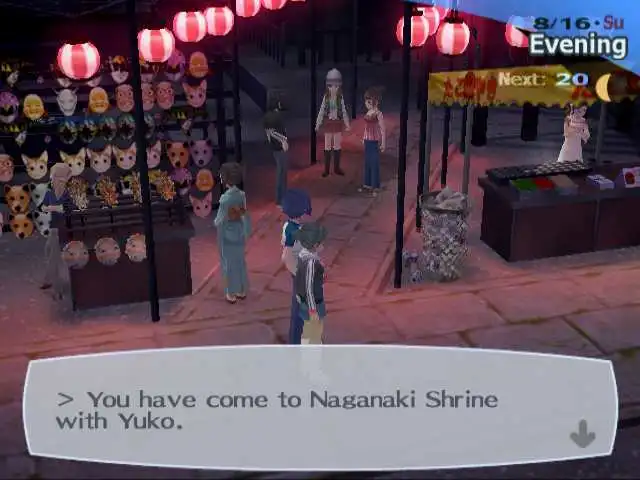 8/16・Su
Evening
Next: 20
> You have come to Naganaki Shrine
with Yuko.